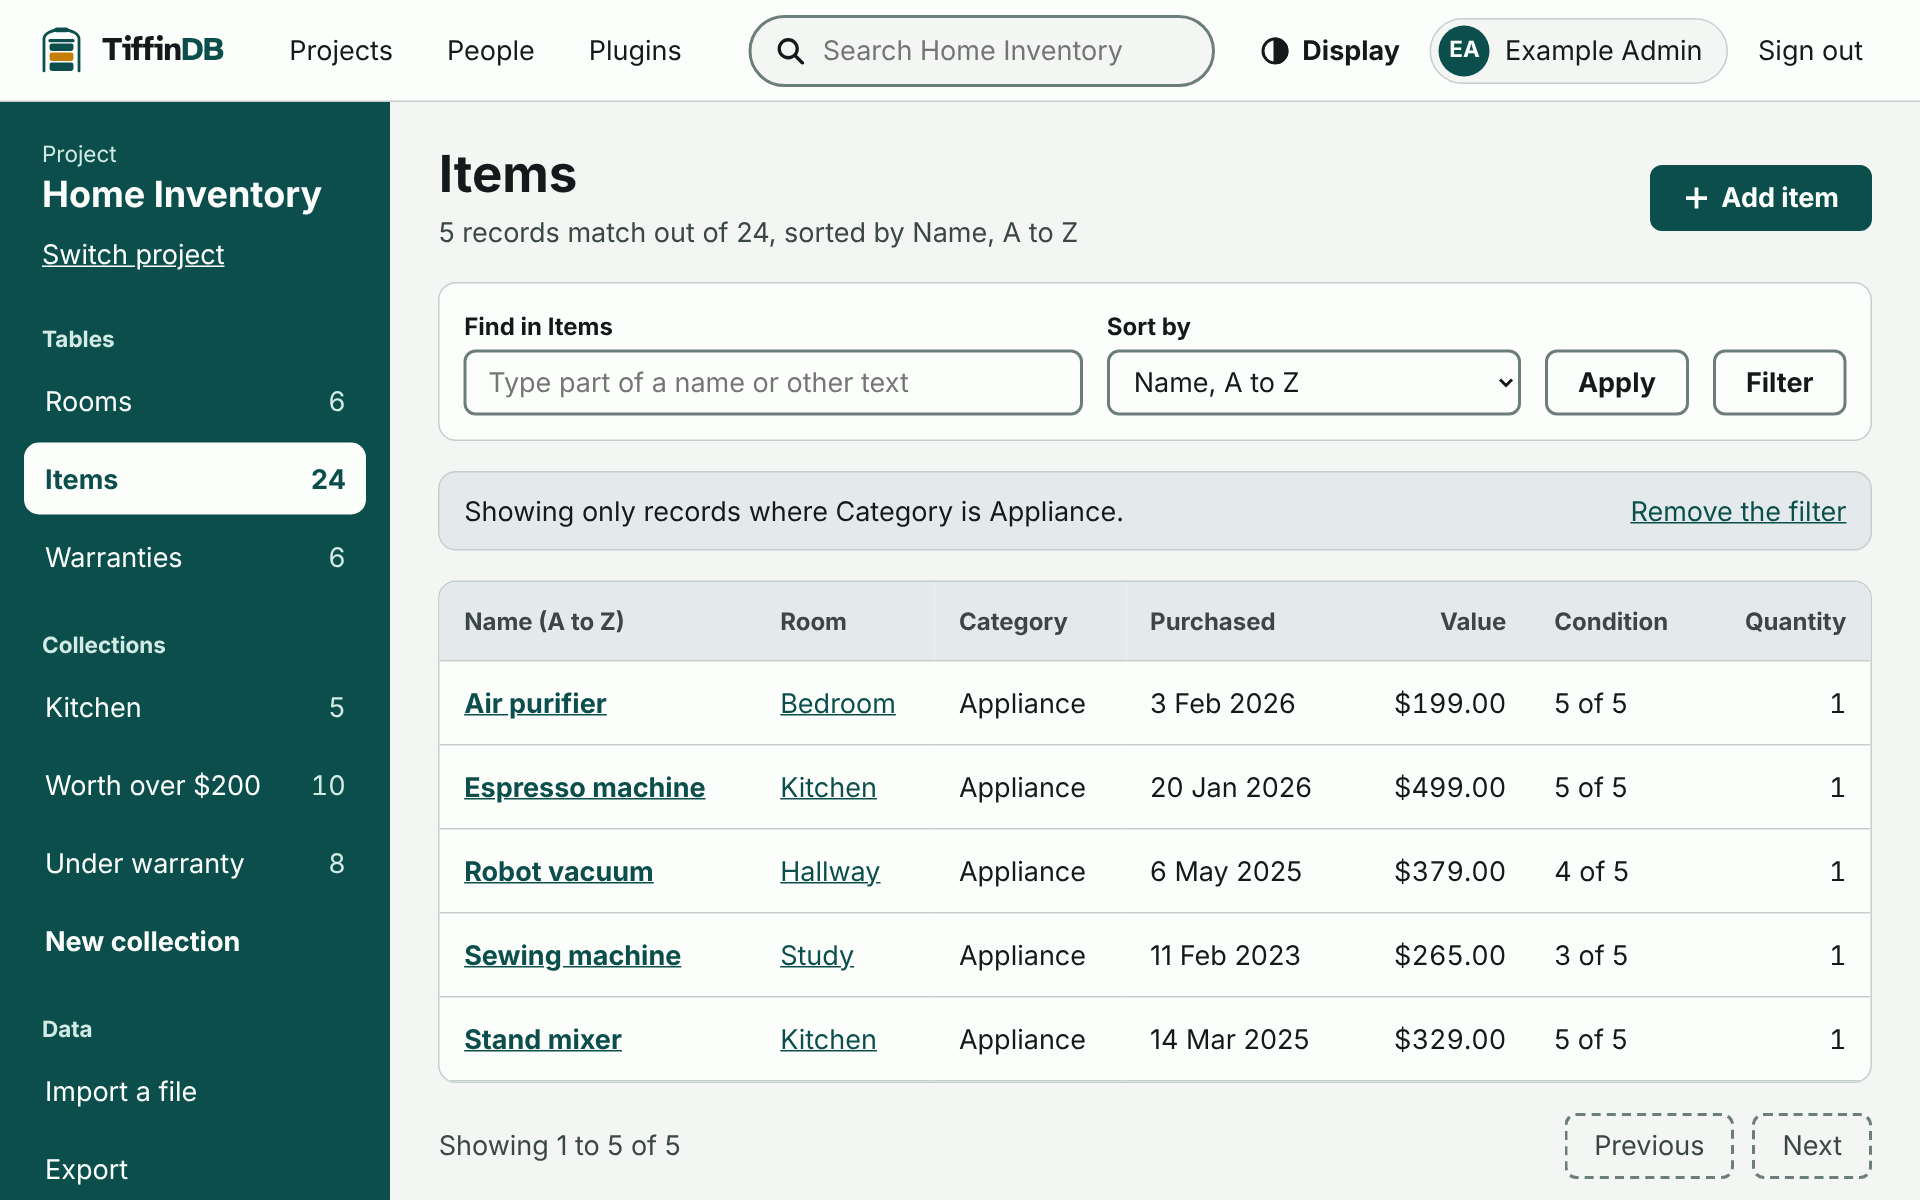 TiffinDB
Projects
People
Plugins
Search Home Inventory
Display
EA
Example Admin
Sign out
Project
Home Inventory
Switch project
Tables
Rooms 6
Items 24
Warranties 6
Collections
Kitchen 5
Worth over $200 10
Under warranty 8
New collection
Data
Import a file
Export
Items
5 records match out of 24, sorted by Name, A to Z
+ Add item
Find in Items
Type part of a name or other text
Sort by
Name, A to Z
Apply
Filter
Showing only records where Category is Appliance.
Remove the filter
Name (A to Z) Room Category Purchased Value Condition Quantity
Air purifier Bedroom Appliance 3 Feb 2026 $199.00 5 of 5 1
Espresso machine Kitchen Appliance 20 Jan 2026 $499.00 5 of 5 1
Robot vacuum Hallway Appliance 6 May 2025 $379.00 4 of 5 1
Sewing machine Study Appliance 11 Feb 2023 $265.00 3 of 5 1
Stand mixer Kitchen Appliance 14 Mar 2025 $329.00 5 of 5 1
Showing 1 to 5 of 5
Previous
Next